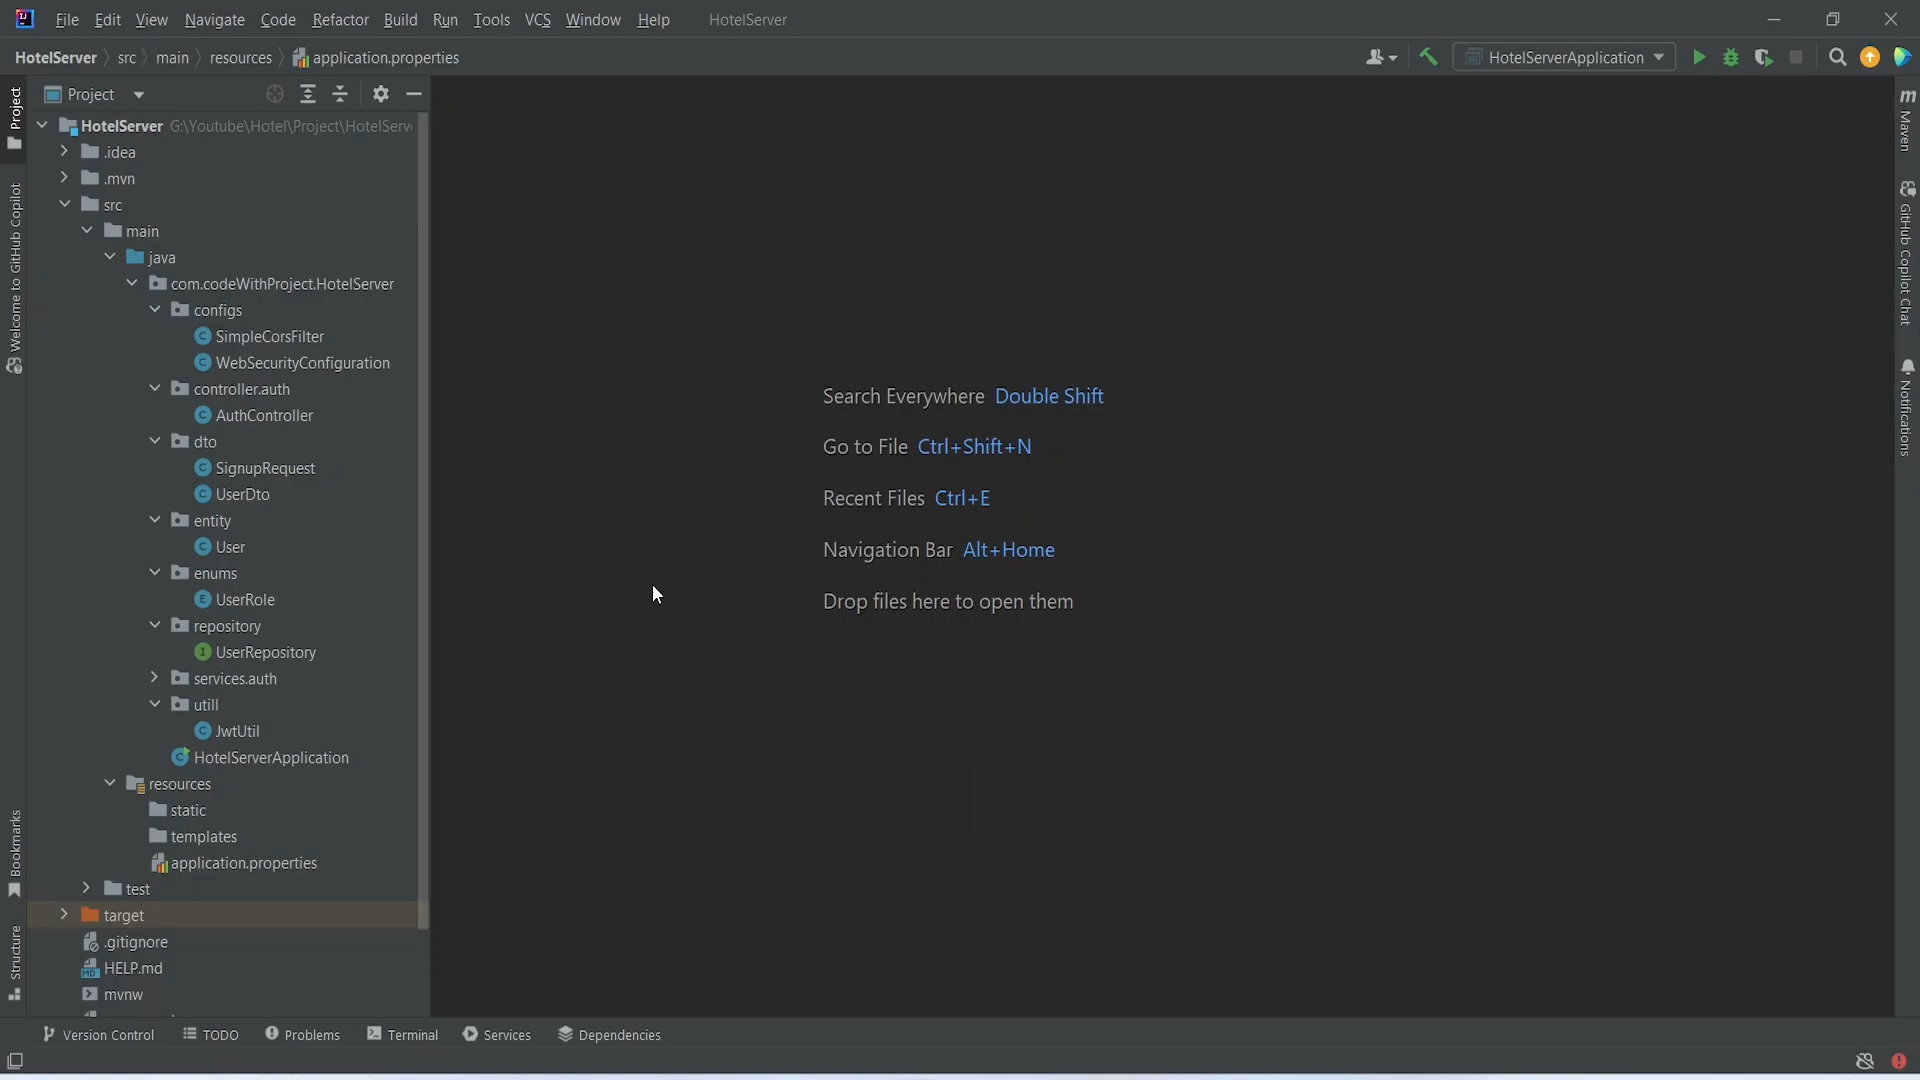 File Edit View Navigate Code Refactor Build Run Tools VCS Window Help HotelServer
HotelServer src main resources application.properties
HotelServerApplication
Project
HotelServer G:\Youtube\Hotel\Project\HotelServ
.idea
.mvn
src
main
java
com.codeWithProject.HotelServer
configs
SimpleCorsFilter
WebSecurityConfiguration
controller.auth
AuthController
dto
SignupRequest
UserDto
entity
User
enums
UserRole
repository
UserRepository
services.auth
utill
JwtUtil
HotelServerApplication
resources
static
templates
application.properties
test
target
.gitignore
HELP.md
mvnw
Project
Welcome to GitHub Copilot
Bookmarks
Structure
Search Everywhere Double Shift
Go to File Ctrl+Shift+N
Recent Files Ctrl+E
Navigation Bar Alt+Home
Drop files here to open them
Maven
GitHub Copilot Chat
Notifications
Version Control TODO Problems Terminal Services Dependencies